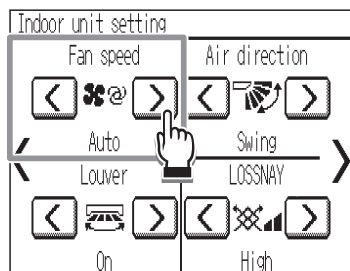 Indoor unit setting
Fan speed
Air direction
Auto
Swing
Louver
LOSSNAY
On
High